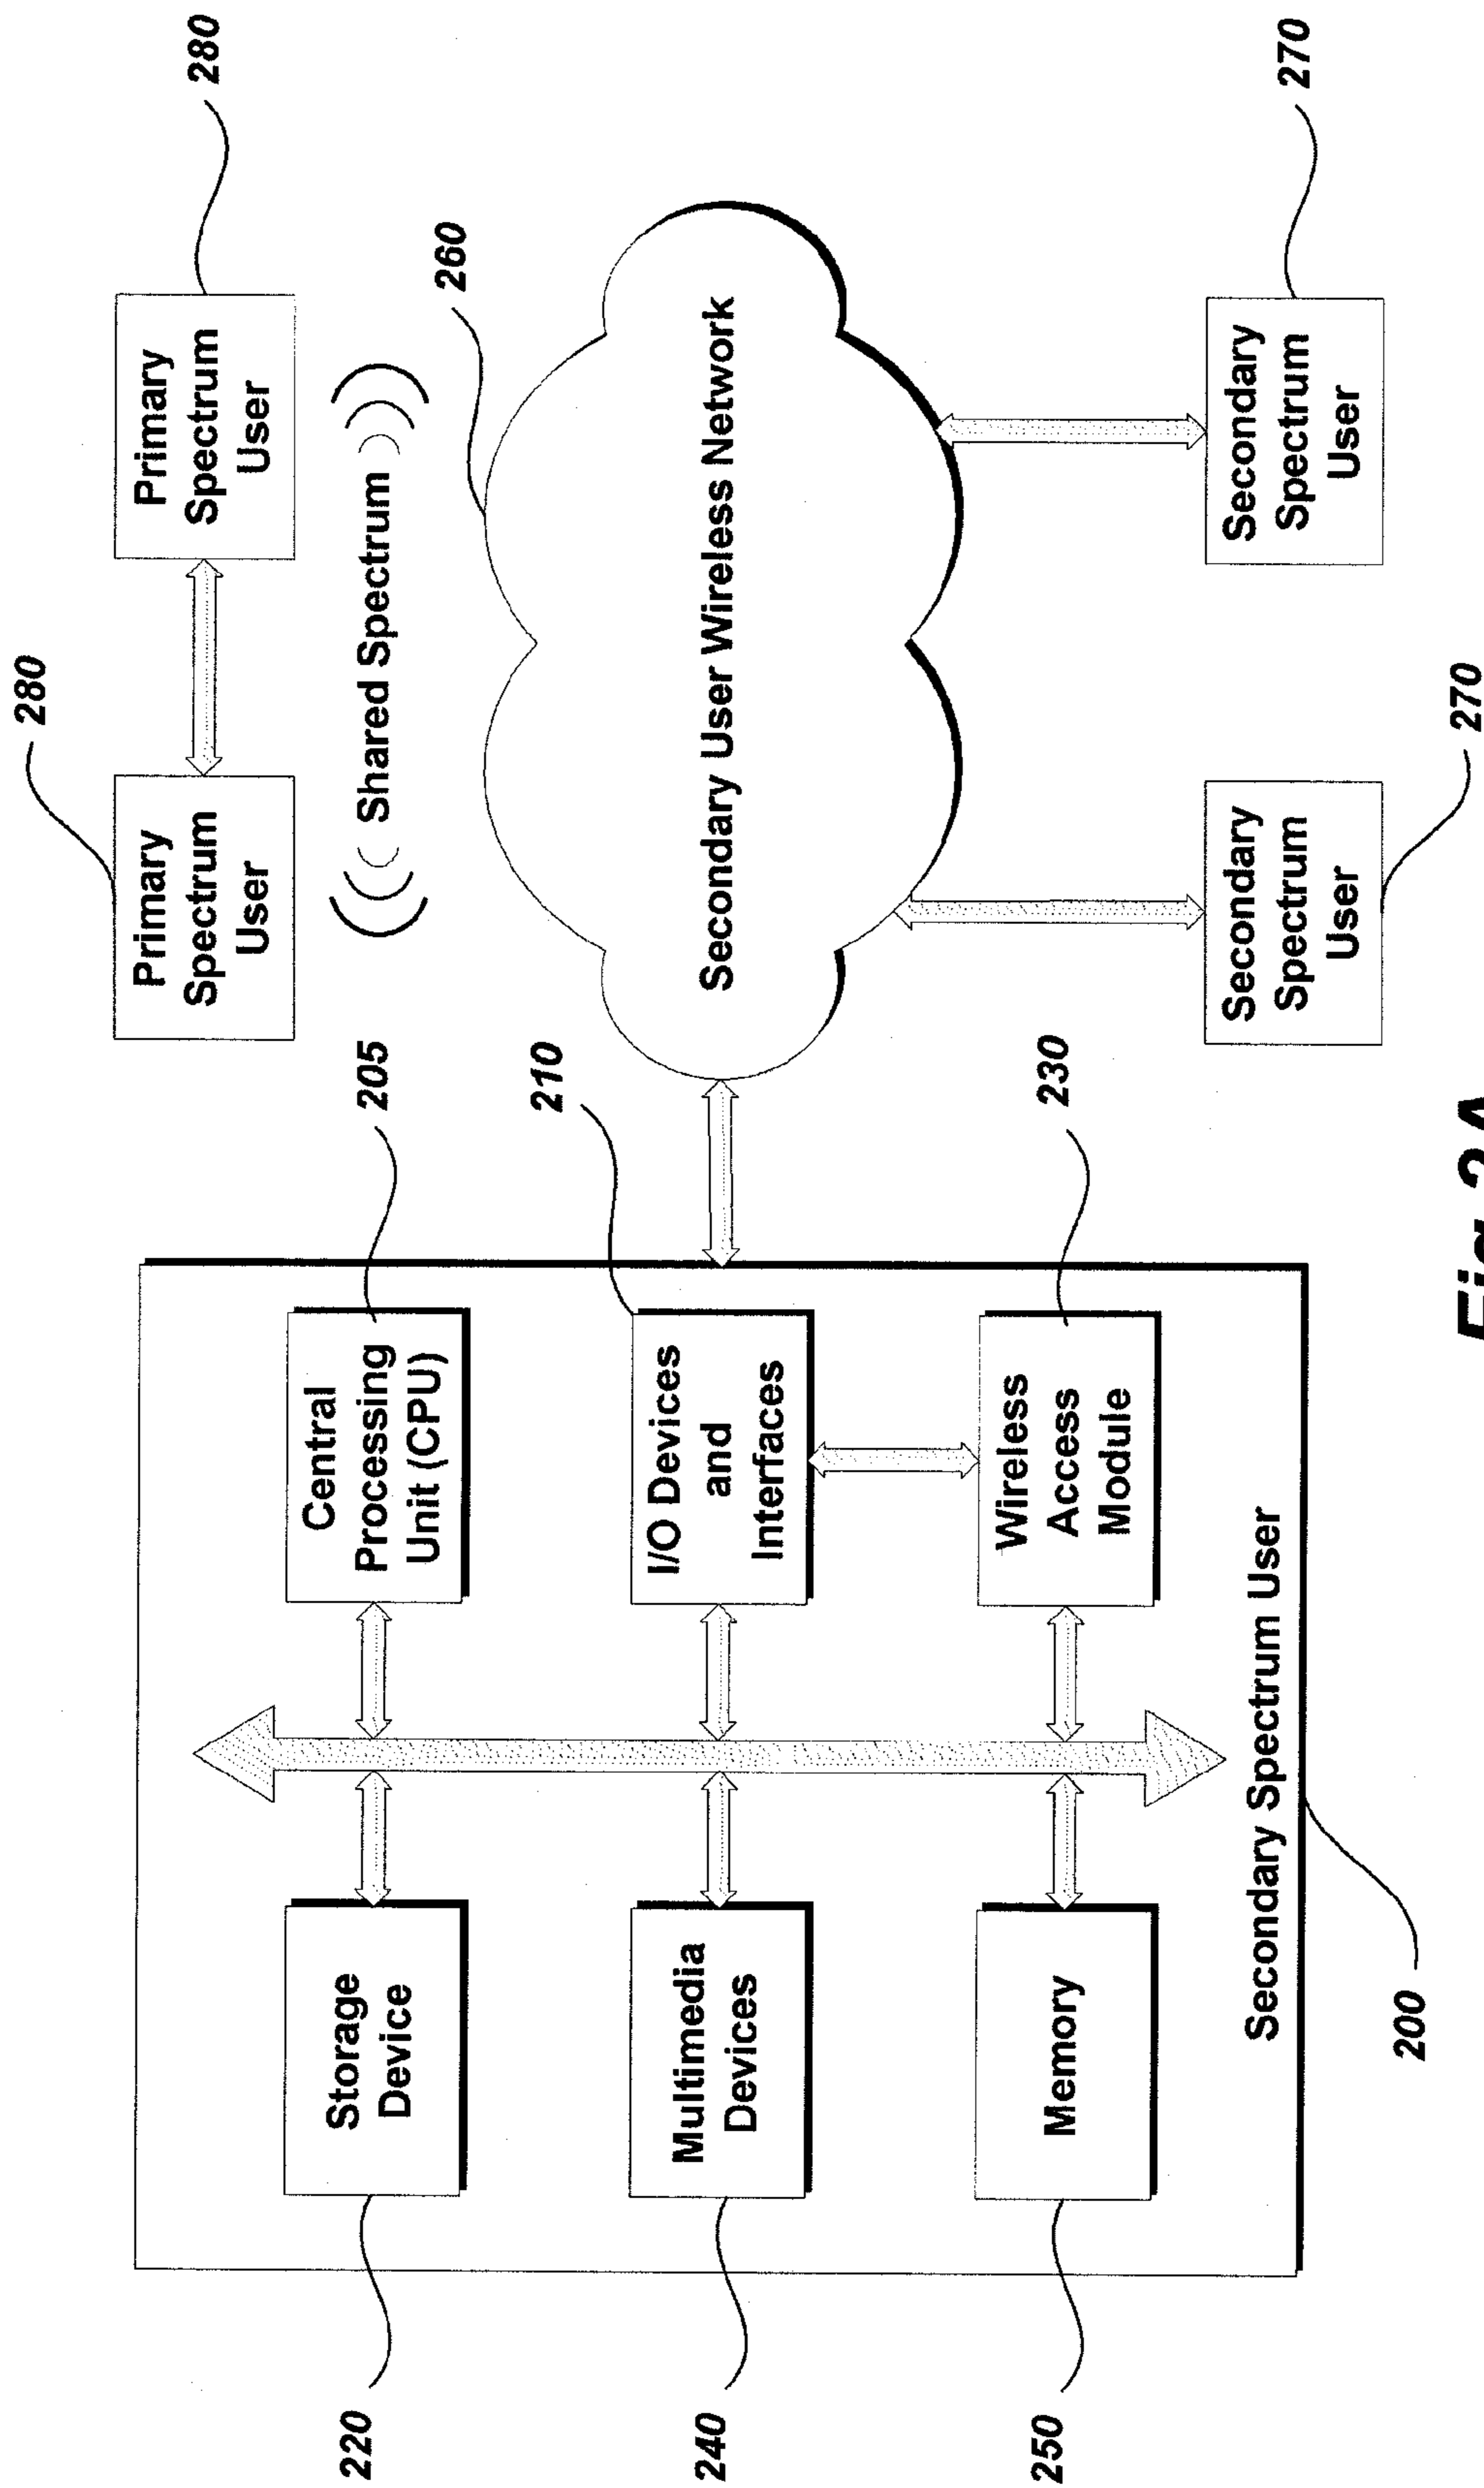 280
280
Primary
Spectrum
User
Primary
Spectrum
User
Shared Spectrum
260
Secondary User Wireless Network
205
Central
Processing
Unit (CPU)
220
Storage
Device
210
I/O Devices
and
Interfaces
240
Multimedia
Devices
230
Wireless
Access
Module
250
Memory
Secondary Spectrum User
200
Secondary
Spectrum
User
270
Secondary
Spectrum
User
270
Fig 2A